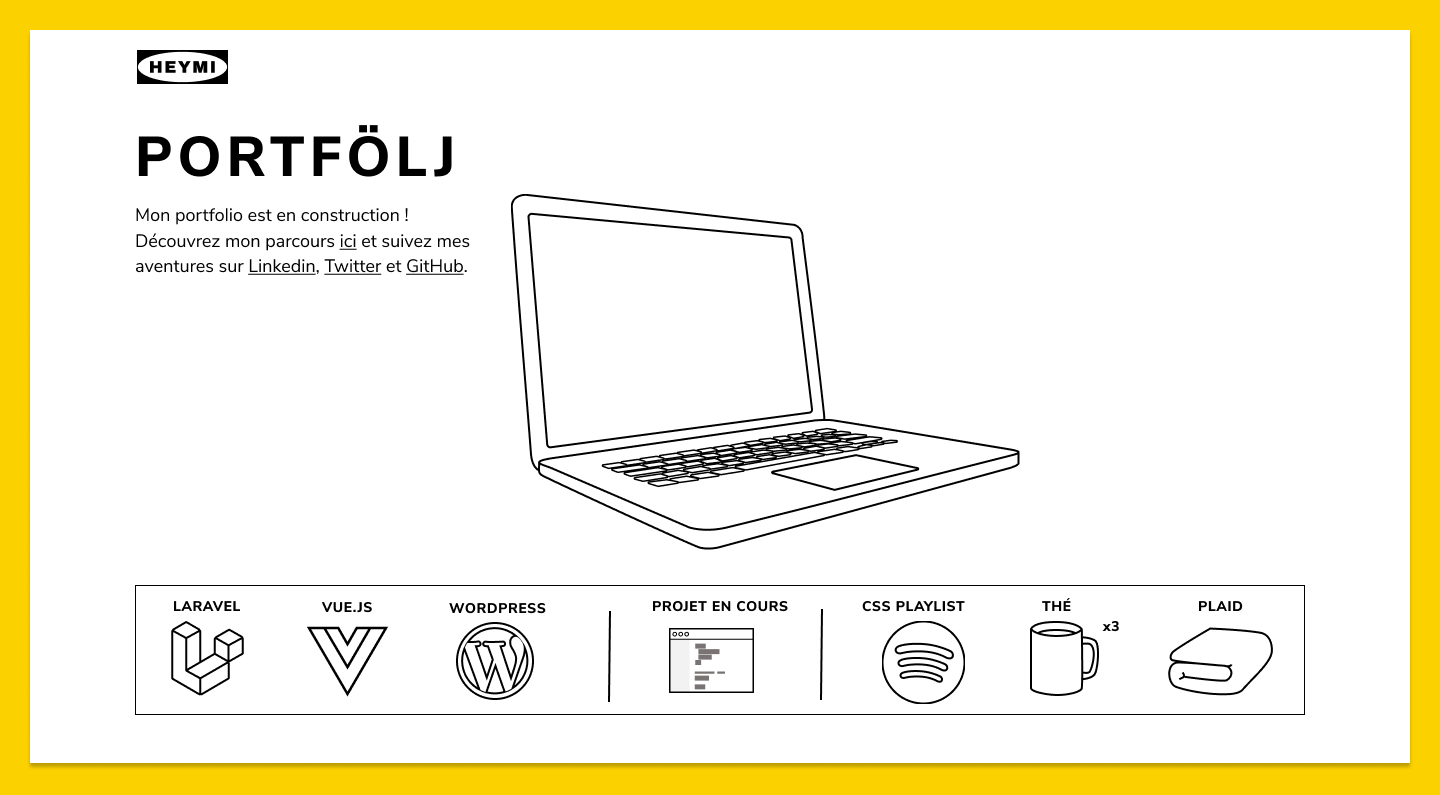 HEYMI
PORTFÖLJ
Mon portfolio est en construction !
Découvrez mon parcours ici et suivez mes
aventures sur Linkedin, Twitter et GitHub.
LARAVEL
VUE.JS
WORDPRESS
PROJET EN COURS
CSS PLAYLIST
THÉ
x3
PLAID